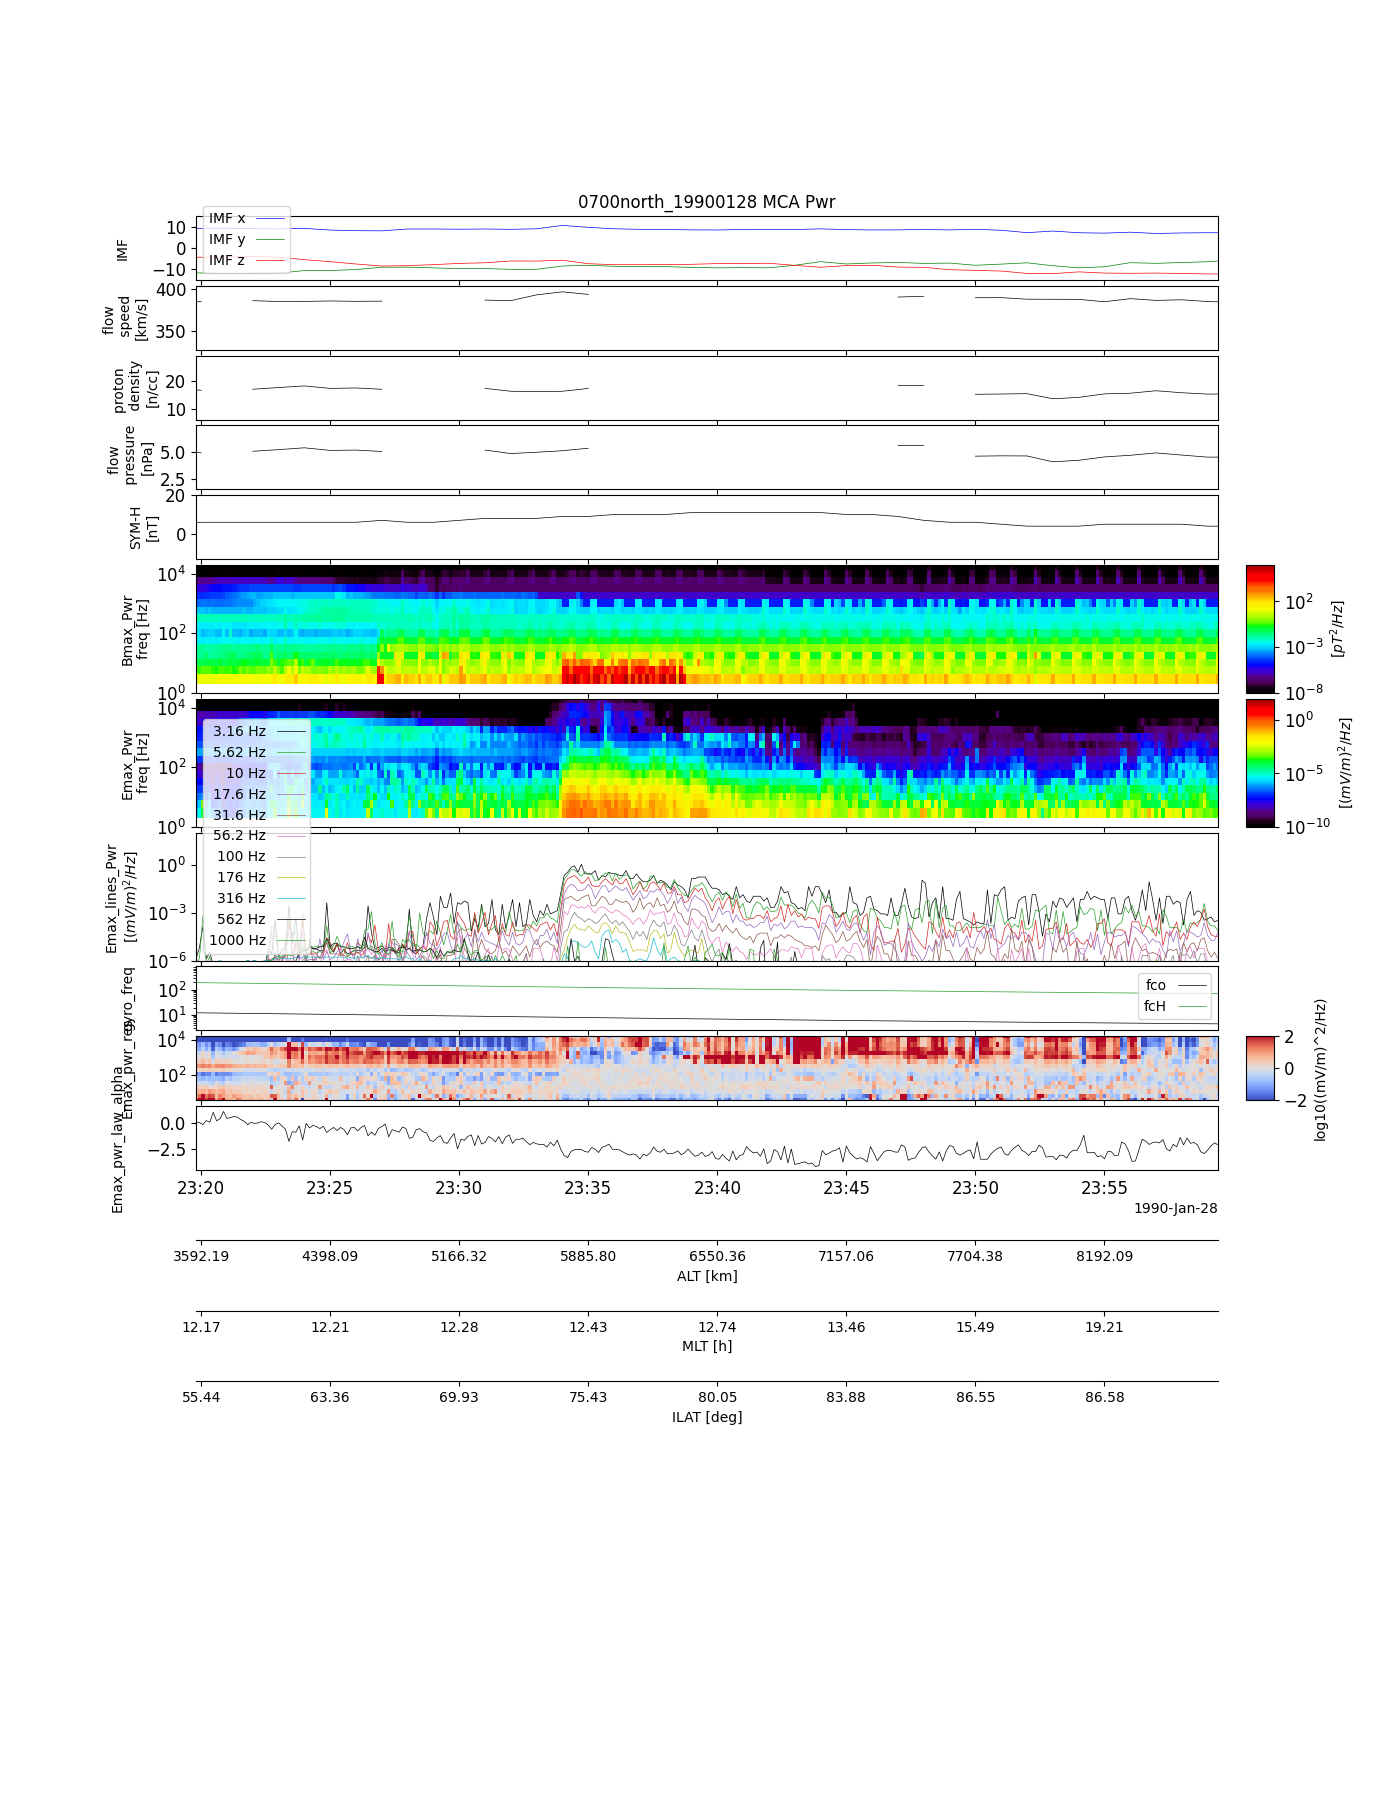 0700north_19900128 MCA Pwr
IMF
10
0
−10
IMF x
IMF y
IMF z
flow
speed
[km/s]
400
350
proton
density
[n/cc]
20
10
flow
pressure
[nPa]
5.0
2.5
SYM-H
[nT]
20
0
Bmax_Pwr
freq [Hz]
10^4
10^2
10^0
10^2
10^−3
10^−8
[pT^2/Hz]
Emax_Pwr
freq [Hz]
10^4
10^2
10^0
10^0
10^−5
10^−10
[(mV/m)^2/Hz]
3.16 Hz
5.62 Hz
10 Hz
17.6 Hz
31.6 Hz
56.2 Hz
100 Hz
176 Hz
316 Hz
562 Hz
1000 Hz
Emax_lines_Pwr
[(mV/m)^2/Hz]
10^0
10^−3
10^−6
gyro_freq
10^2
10^1
fco
fcH
Emax_pwr_reg
10^4
10^2
2
0
−2
log10((mV/m)^2/Hz)
Emax_pwr_law_alpha
0.0
−2.5
23:20 23:25 23:30 23:35 23:40 23:45 23:50 23:55
1990-Jan-28
3592.19 4398.09 5166.32 5885.80 6550.36 7157.06 7704.38 8192.09
ALT [km]
12.17 12.21 12.28 12.43 12.74 13.46 15.49 19.21
MLT [h]
55.44 63.36 69.93 75.43 80.05 83.88 86.55 86.58
ILAT [deg]